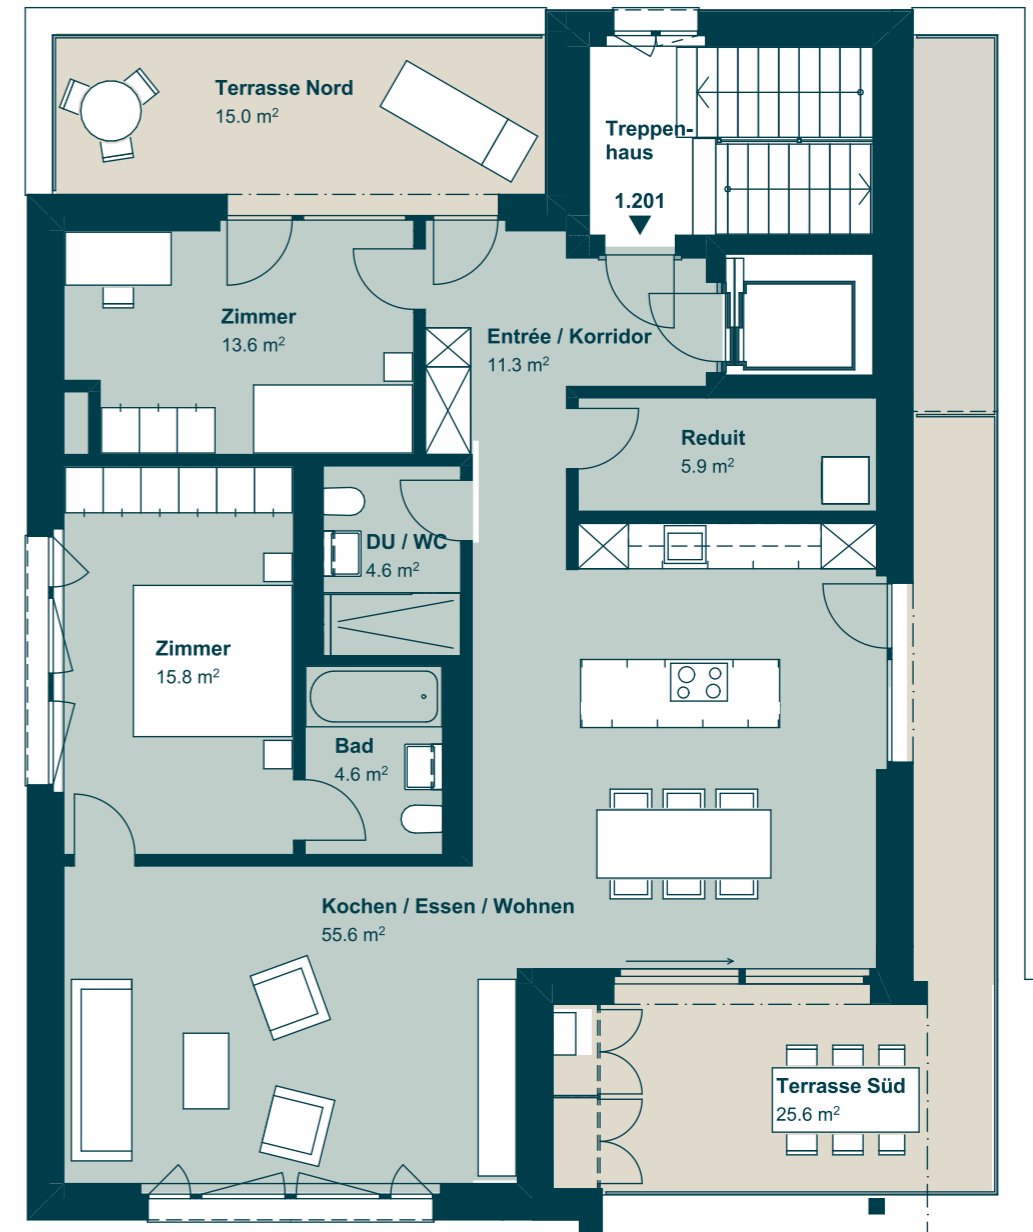 Terrasse Nord
15.0 m²
Treppen-
haus
1.201
Zimmer
13.6 m²
Entrée / Korridor
11.3 m²
Reduit
5.9 m²
DU / WC
4.6 m²
Zimmer
15.8 m²
Bad
4.6 m²
Kochen / Essen / Wohnen
55.6 m²
Terrasse Süd
25.6 m²